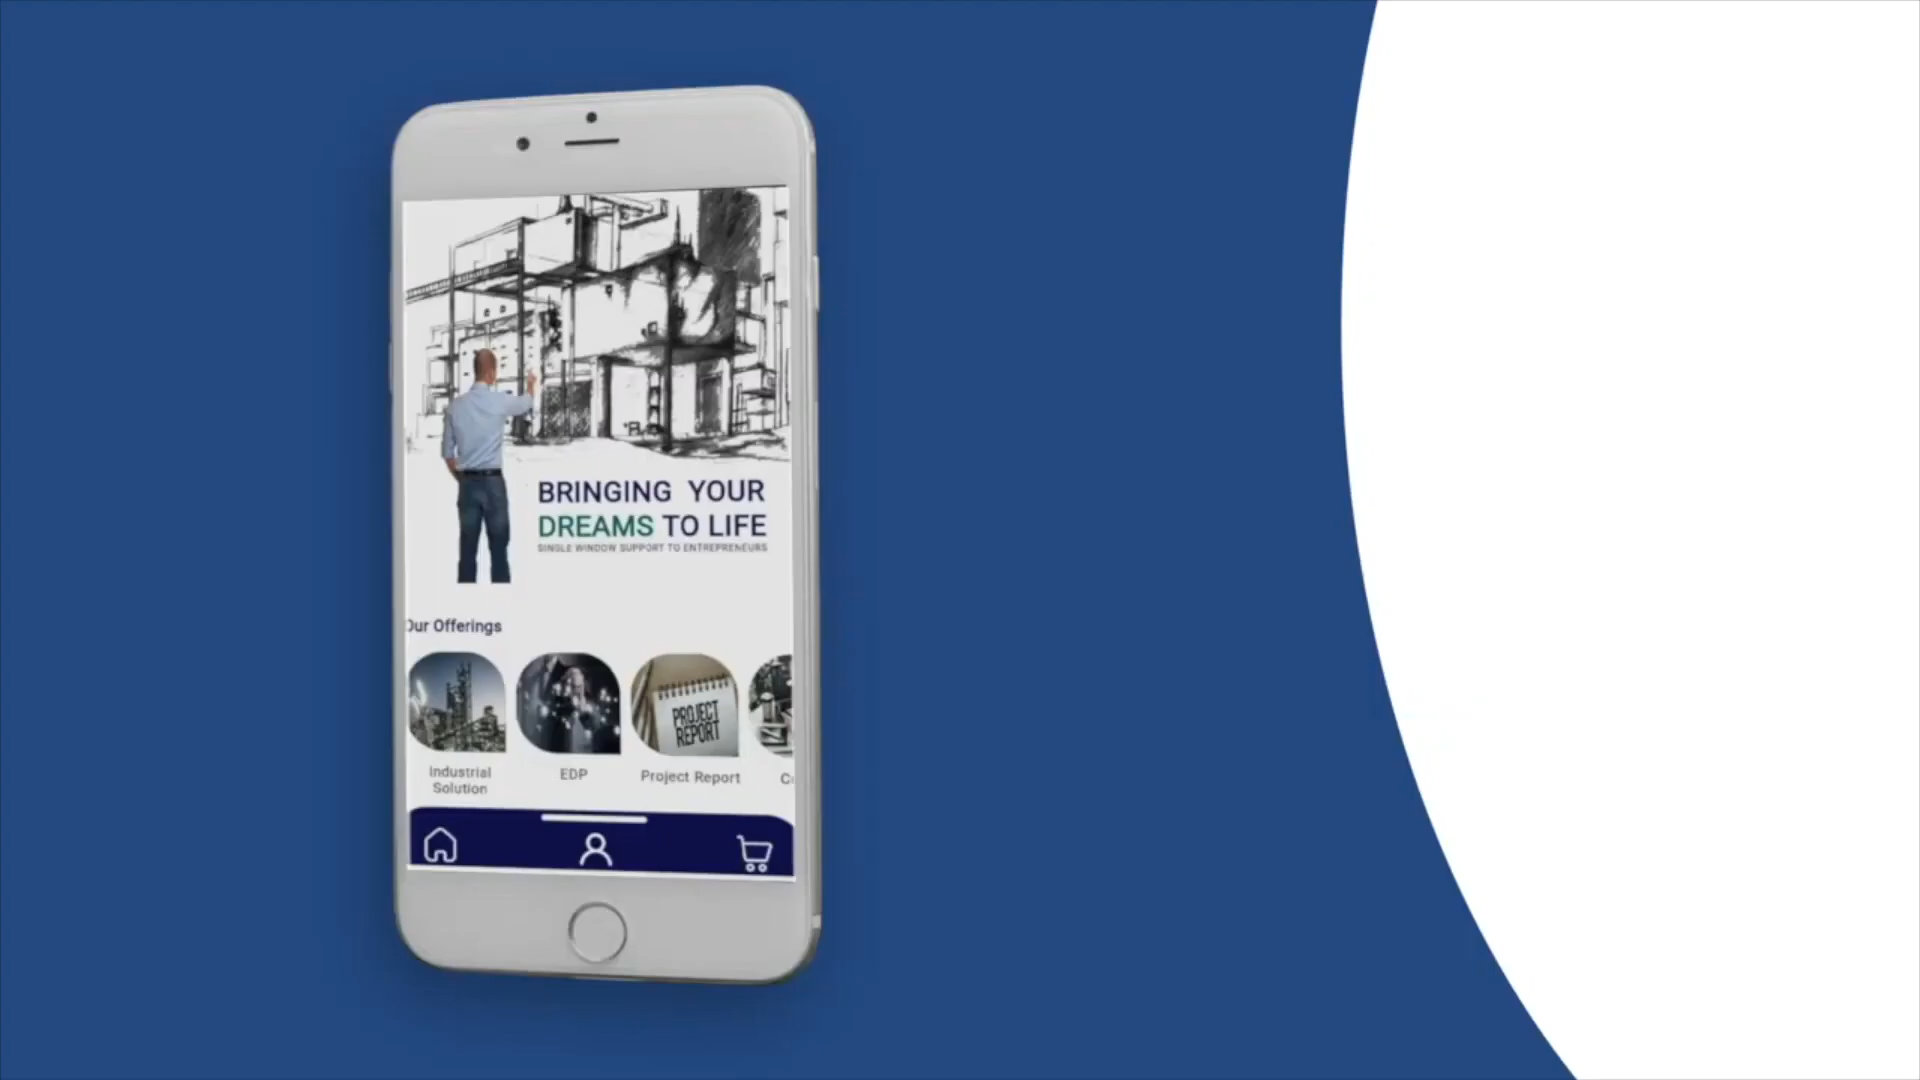 BRINGING YOUR
DREAMS TO LIFE
SINGLE WINDOW SUPPORT TO ENTREPRENEURS
Our Offerings
PROJECT
REPORT
Industrial
Solution
EDP
Project Report